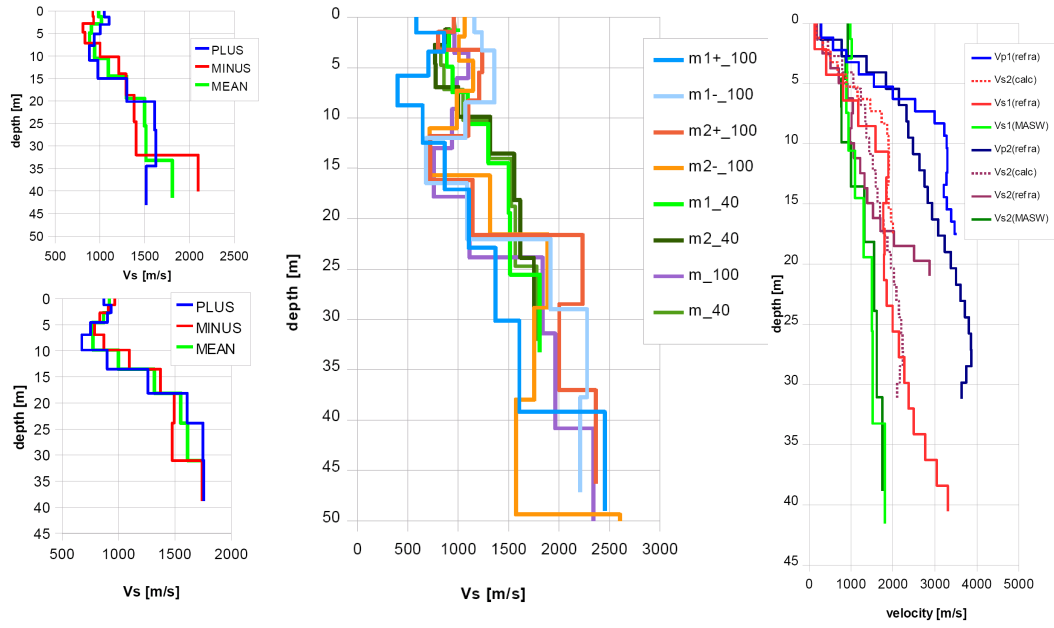 0
5
10
15
20
25
30
35
40
45
50
depth [m]
500 1000 1500 2000 2500
Vs [m/s]
PLUS
MINUS
MEAN
0
5
10
15
20
25
30
35
40
45
depth [m]
500 1000 1500 2000
Vs [m/s]
PLUS
MINUS
MEAN
0
5
10
15
20
25
30
35
40
45
50
depth [m]
0 500 1000 1500 2000 2500 3000
Vs [m/s]
m1+_100
m1-_100
m2+_100
m2-_100
m1_40
m2_40
m_100
m_40
0
5
10
15
20
25
30
35
40
45
depth [m]
0 1000 2000 3000 4000 5000
velocity [m/s]
Vp1(refra)
Vs2(calc)
Vs1(refra)
Vs1(MASW)
Vp2(refra)
Vs2(calc)
Vs2(refra)
Vs2(MASW)